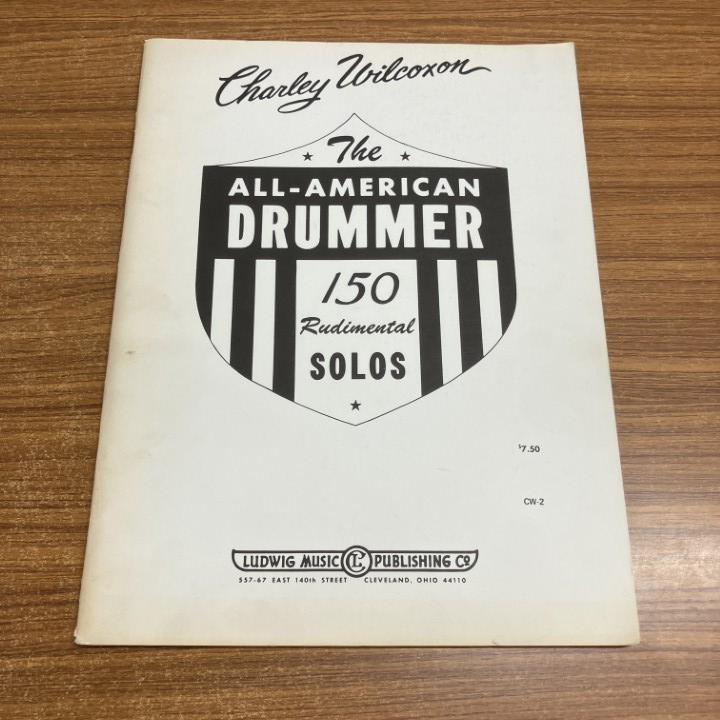 Charley Wilcoxon
The
ALL-AMERICAN
DRUMMER
150
Rudimental
SOLOS
$7.50
CW-2
LUDWIG MUSIC CL PUBLISHING CO
557-67 EAST 140th STREET CLEVELAND, OHIO 44110